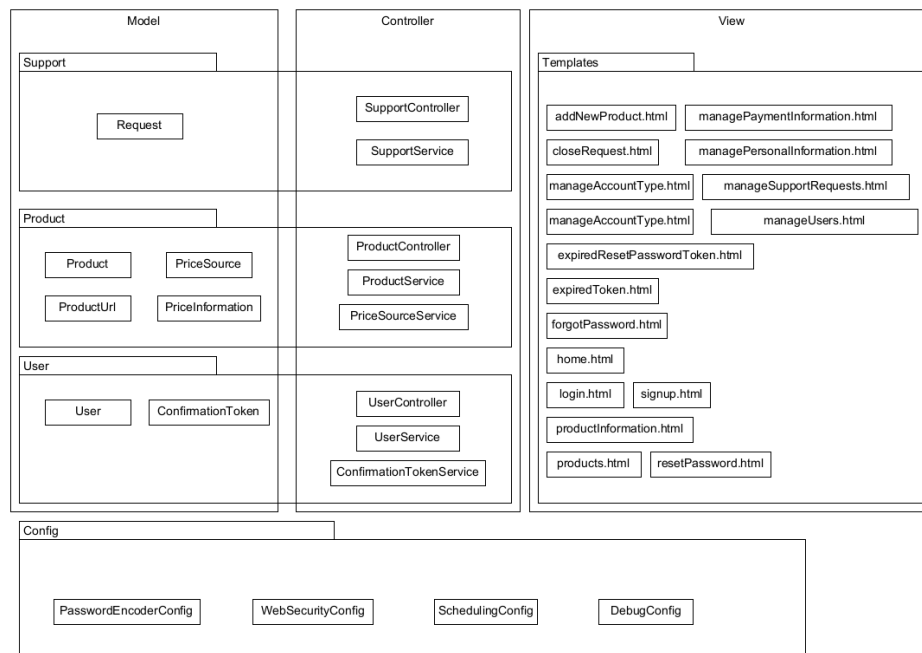 Model
Controller
View
Support
Request
SupportController
SupportService
Product
Product
PriceSource
ProductUrl
PriceInformation
ProductController
ProductService
PriceSourceService
User
User
ConfirmationToken
UserController
UserService
ConfirmationTokenService
Templates
addNewProduct.html
managePaymentInformation.html
closeRequest.html
managePersonalInformation.html
manageAccountType.html
manageSupportRequests.html
manageAccountType.html
manageUsers.html
expiredResetPasswordToken.html
expiredToken.html
forgotPassword.html
home.html
login.html
signup.html
productInformation.html
products.html
resetPassword.html
Config
PasswordEncoderConfig
WebSecurityConfig
SchedulingConfig
DebugConfig